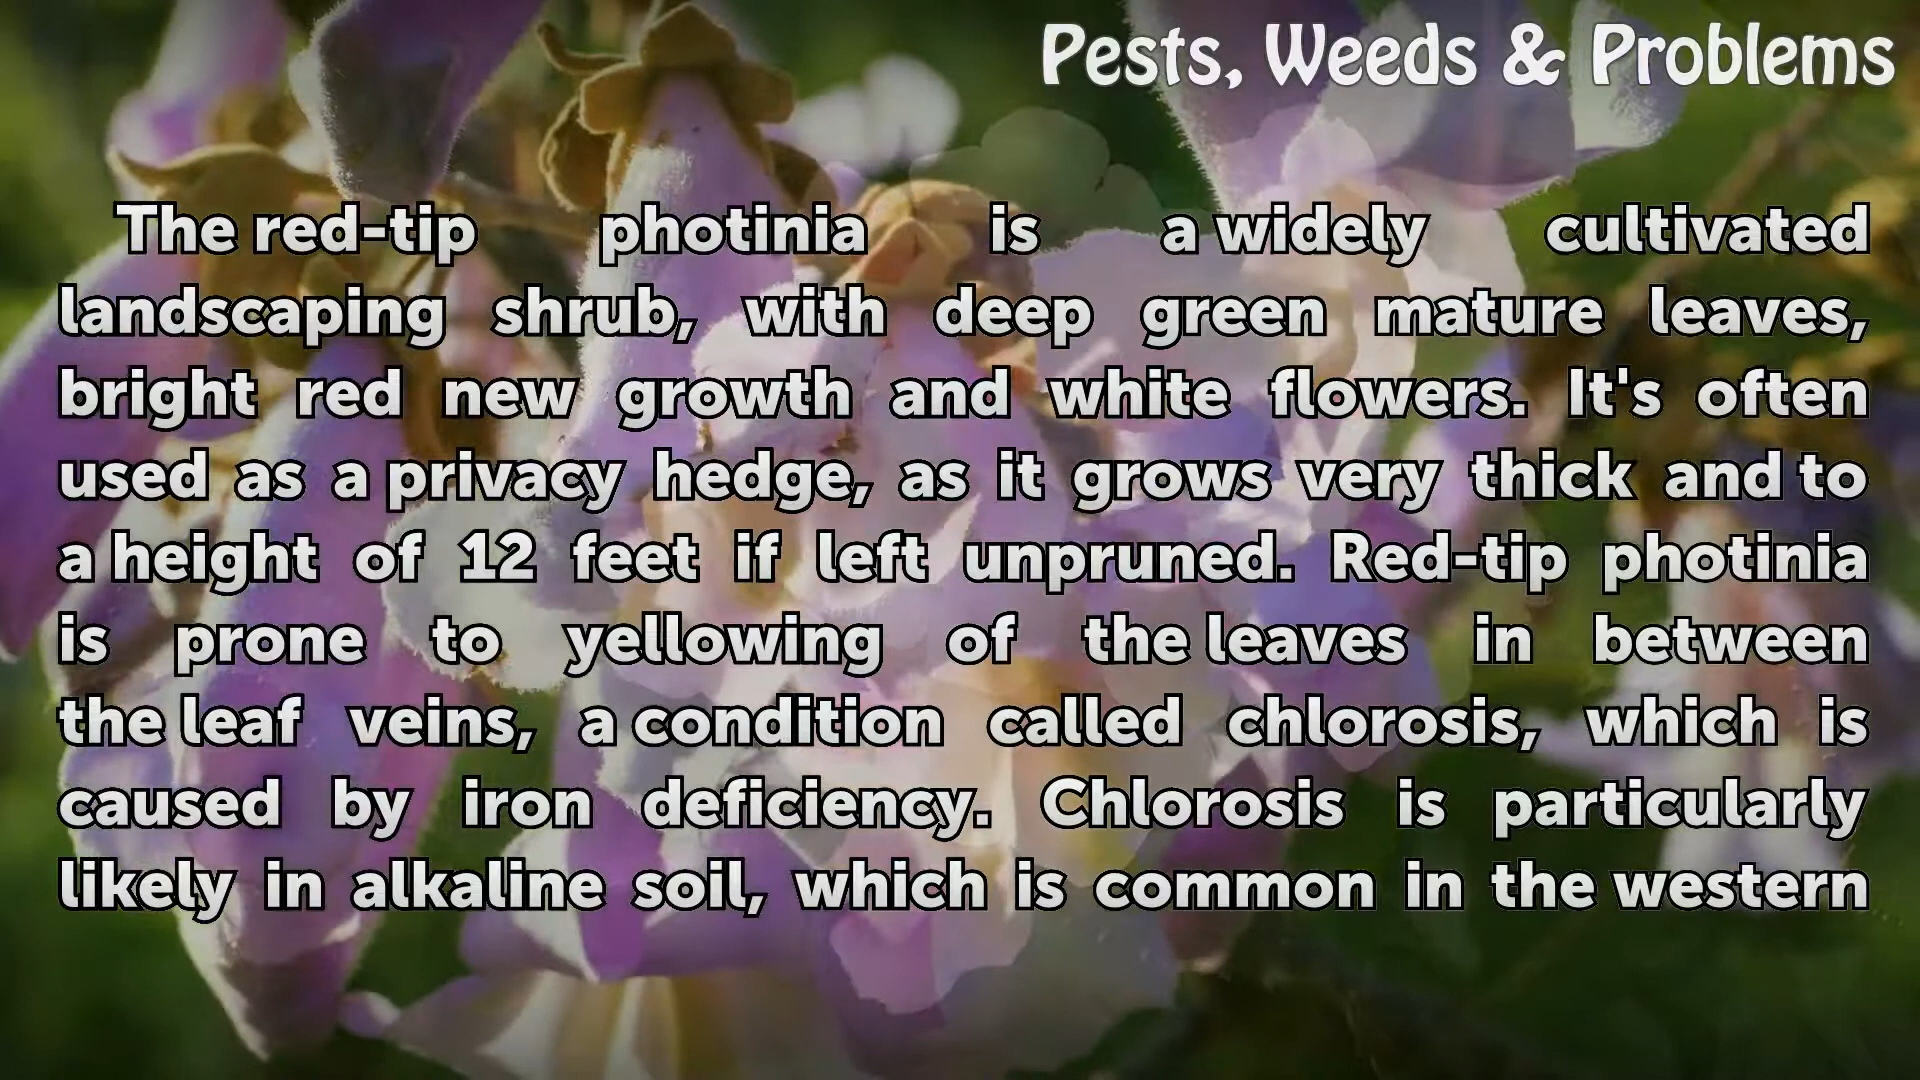 Pests, Weeds & Problems
The red-tip photinia is a widely cultivated
landscaping shrub, with deep green mature leaves,
bright red new growth and white flowers. It's often
used as a privacy hedge, as it grows very thick and to
a height of 12 feet if left unpruned. Red-tip photinia
is prone to yellowing of the leaves in between
the leaf veins, a condition called chlorosis, which is
caused by iron deficiency. Chlorosis is particularly
likely in alkaline soil, which is common in the western